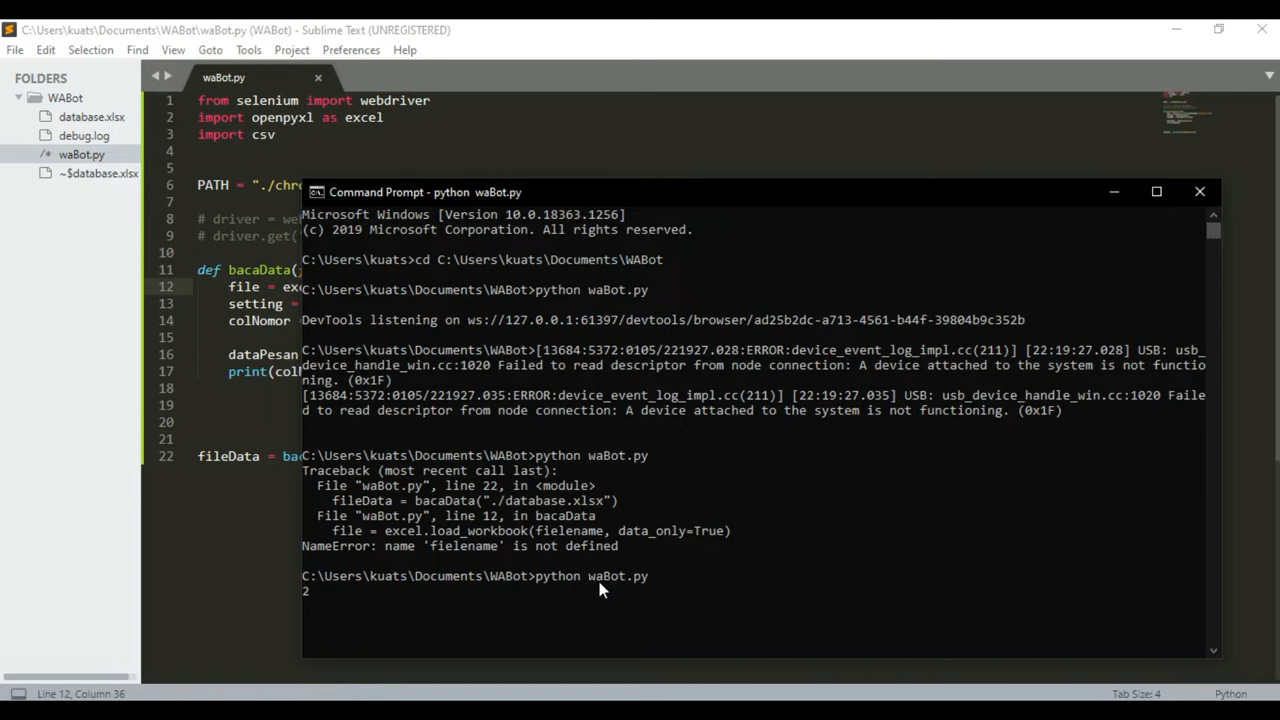 C:\Users\kuats\Documents\WABot\waBot.py (WABot) - Sublime Text (UNREGISTERED)
File Edit Selection Find View Goto Tools Project Preferences Help
FOLDERS
WABot
database.xlsx
debug.log
/* waBot.py
~$database.xlsx
waBot.py
1 from selenium import webdriver
2 import openpyxl as excel
3 import csv
4
5
6 PATH = "./chr
7
8 # driver = we
9 # driver.get(
10
11 def bacaData(
12 file = exc
13 setting =
14 colNomor
15
16 dataPesan
17 print(col
18
19
20
21
22 fileData = bac
Command Prompt - python waBot.py
Microsoft Windows [Version 10.0.18363.1256]
(c) 2019 Microsoft Corporation. All rights reserved.
C:\Users\kuats>cd C:\Users\kuats\Documents\WABot
C:\Users\kuats\Documents\WABot>python waBot.py
DevTools listening on ws://127.0.0.1:61397/devtools/browser/ad25b2dc-a713-4561-b44f-39804b9c352b
C:\Users\kuats\Documents\WABot>[13684:5372:0105/221927.028:ERROR:device_event_log_impl.cc(211)] [22:19:27.028] USB: usb_
device_handle_win.cc:1020 Failed to read descriptor from node connection: A device attached to the system is not functio
ning. (0x1F)
[13684:5372:0105/221927.035:ERROR:device_event_log_impl.cc(211)] [22:19:27.035] USB: usb_device_handle_win.cc:1020 Faile
d to read descriptor from node connection: A device attached to the system is not functioning. (0x1F)
C:\Users\kuats\Documents\WABot>python waBot.py
Traceback (most recent call last):
File "waBot.py", line 22, in <module>
fileData = bacaData("./database.xlsx")
File "waBot.py", line 12, in bacaData
file = excel.load_workbook(fielename, data_only=True)
NameError: name 'fielename' is not defined
C:\Users\kuats\Documents\WABot>python waBot.py
2
Line 12, Column 36
Tab Size: 4
Python